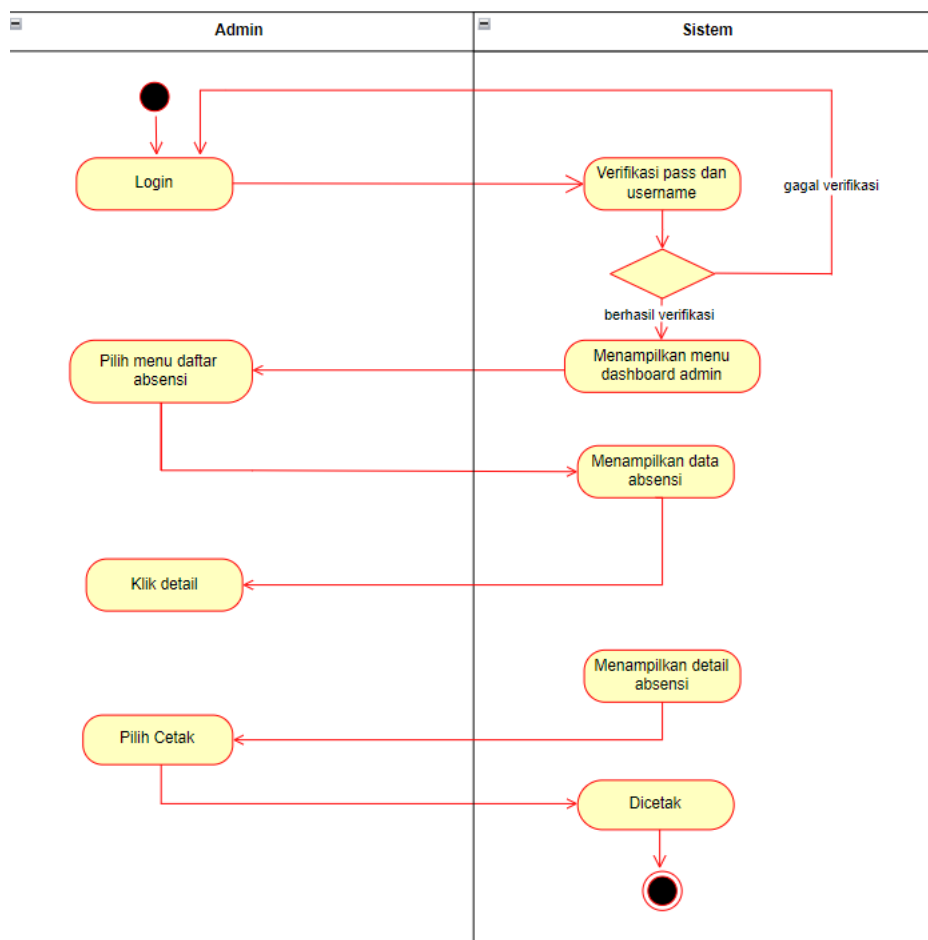 Admin
Sistem
Login
Verifikasi pass dan
username
gagal verifikasi
berhasil verifikasi
Pilih menu daftar
absensi
Menampilkan menu
dashboard admin
Menampilkan data
absensi
Klik detail
Menampilkan detail
absensi
Pilih Cetak
Dicetak